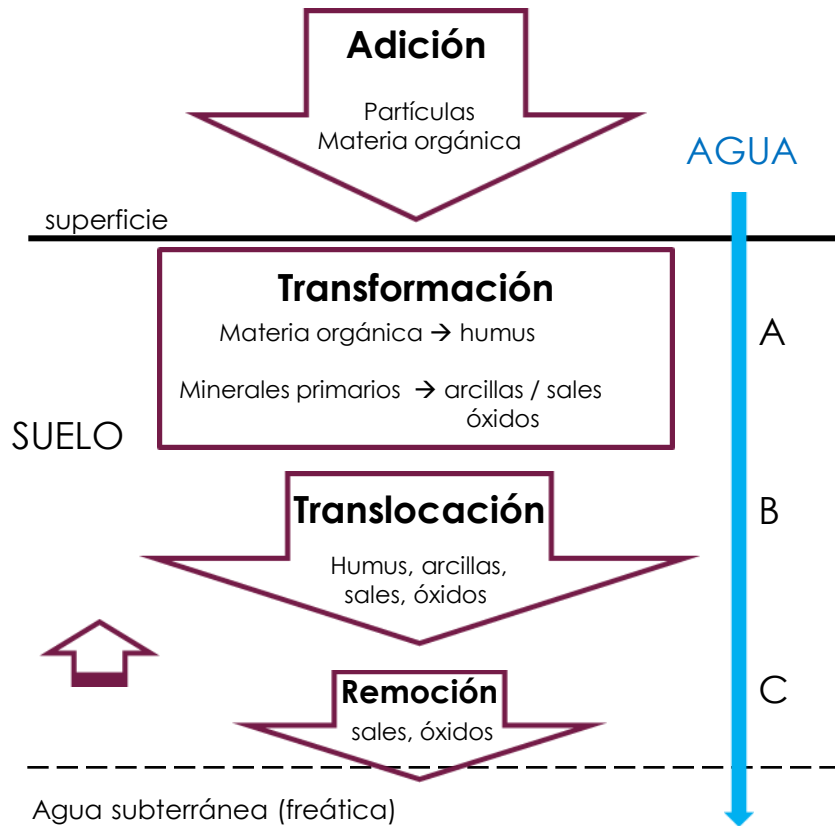 Adición
Partículas
Materia orgánica
AGUA
superficie
Transformación
Materia orgánica → humus
A
Minerales primarios → arcillas / sales
óxidos
SUELO
Translocación
B
Humus, arcillas,
sales, óxidos
Remoción
C
sales, óxidos
Agua subterránea (freática)